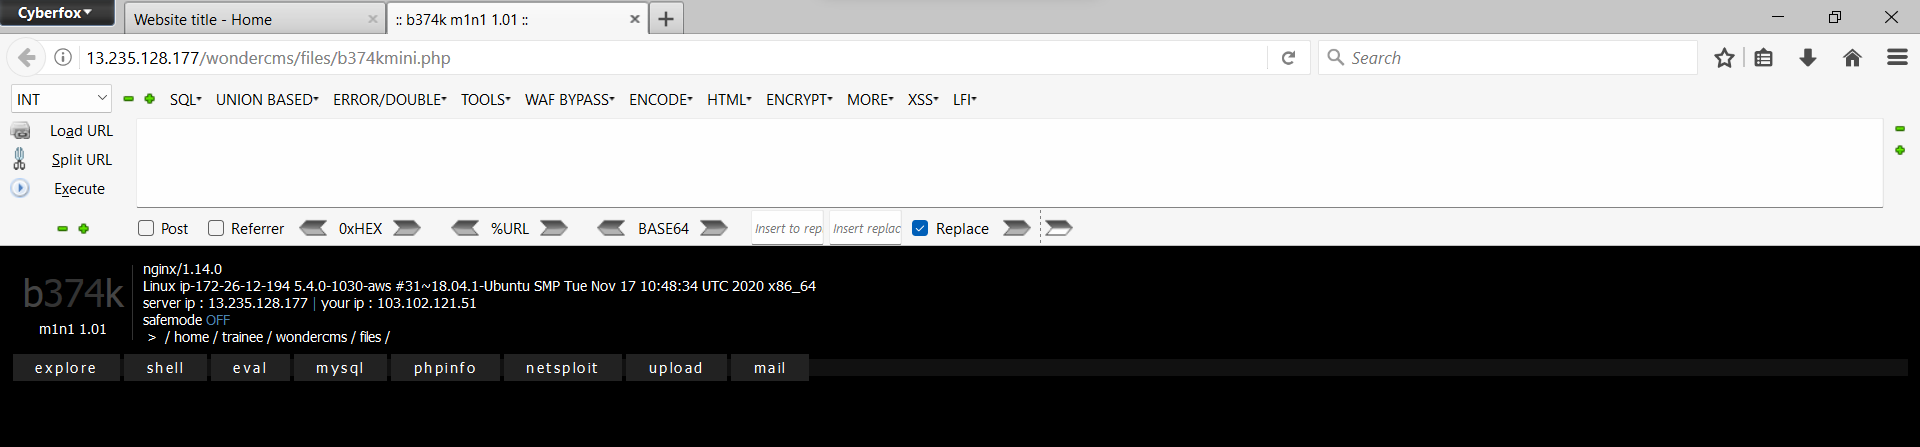 Cyberfox
Website title - Home
:: b374k m1n1 1.01 ::
13.235.128.177/wondercms/files/b374kmini.php
Search
INT
SQL
UNION BASED
ERROR/DOUBLE
TOOLS
WAF BYPASS
ENCODE
HTML
ENCRYPT
MORE
XSS
LFI
Load URL
Split URL
Execute
Post
Referrer
0xHEX
%URL
BASE64
Insert to rep
Insert replac
Replace
b374k
m1n1 1.01
nginx/1.14.0
Linux ip-172-26-12-194 5.4.0-1030-aws #31~18.04.1-Ubuntu SMP Tue Nov 17 10:48:34 UTC 2020 x86_64
server ip : 13.235.128.177 | your ip : 103.102.121.51
safemode OFF
> / home / trainee / wondercms / files /
explore
shell
eval
mysql
phpinfo
netsploit
upload
mail